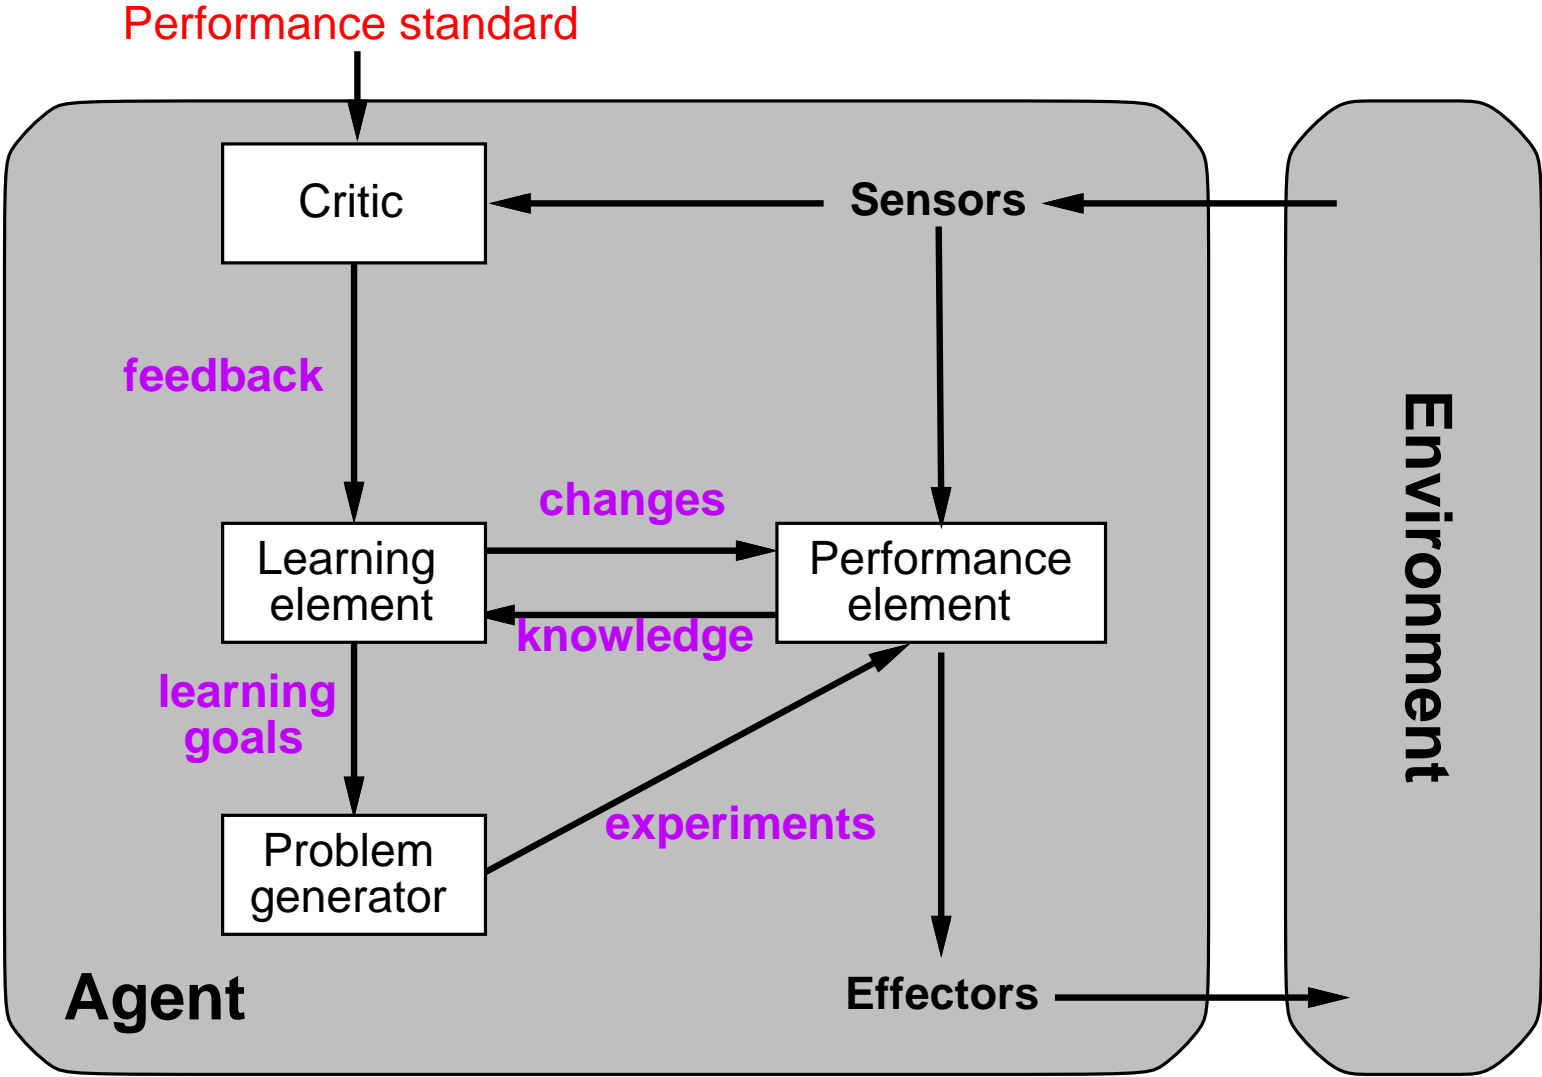 Performance standard
Critic
Sensors
feedback
changes
Learning
element
Performance
element
knowledge
learning
goals
experiments
Problem
generator
Agent
Effectors
Environment